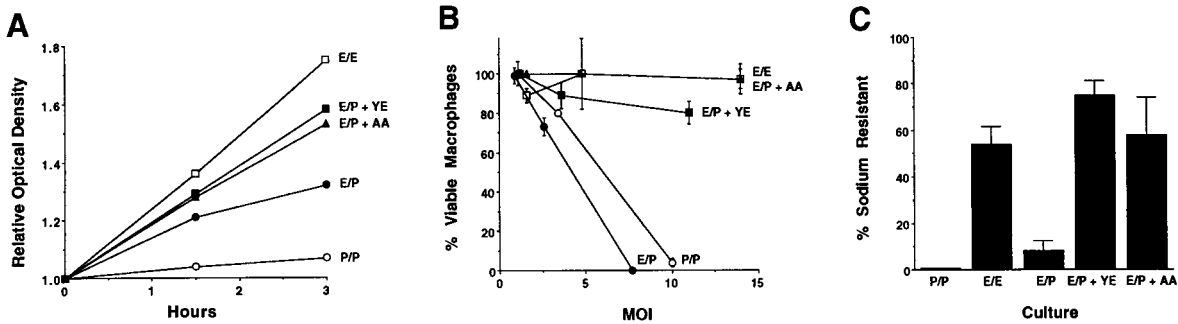 A
Relative Optical Density
1.8
1.6
1.4
1.2
1.0
0
1
2
3
Hours
E/E
E/P + YE
E/P + AA
E/P
P/P
B
% Viable Macrophages
100
80
60
40
20
0
0
5
10
15
MOI
E/E
E/P + AA
E/P + YE
E/P
P/P
C
% Sodium Resistant
100
80
60
40
20
0
P/P
E/E
E/P
E/P + YE
E/P + AA
Culture